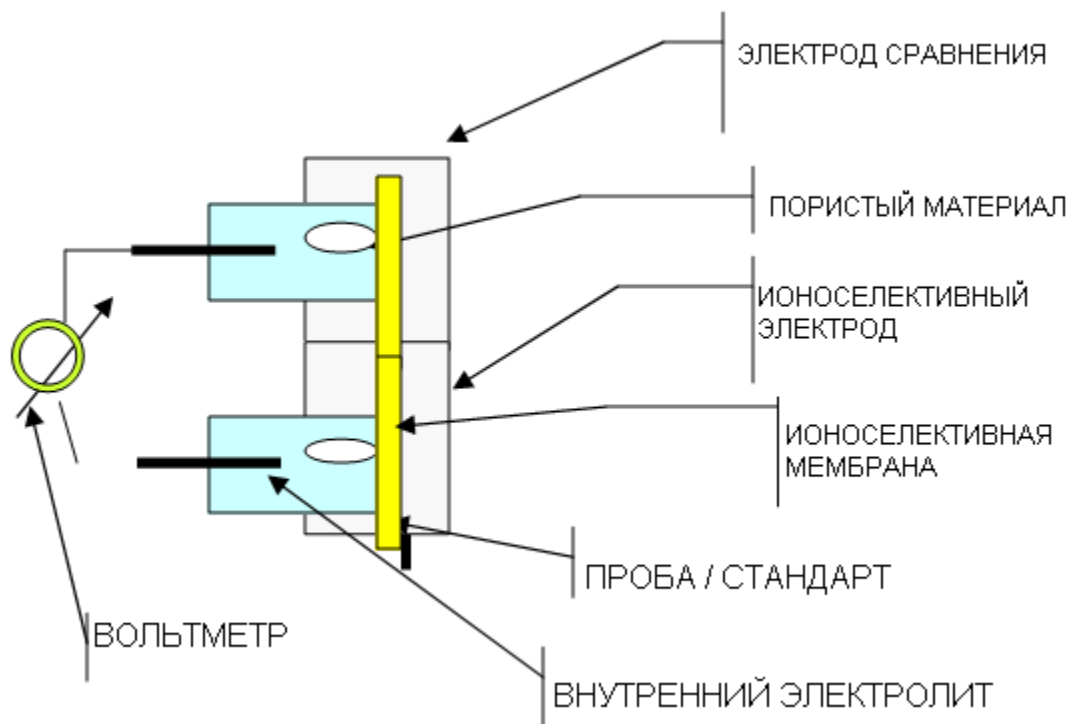 ЭЛЕКТРОД СРАВНЕНИЯ
ПОРИСТЫЙ МАТЕРИАЛ
ИОНОСЕЛЕКТИВНЫЙ
ЭЛЕКТРОД
ИОНОСЕЛЕКТИВНАЯ
МЕМБРАНА
ПРОБА / СТАНДАРТ
ВОЛЬТМЕТР
ВНУТРЕННИЙ ЭЛЕКТРОЛИТ